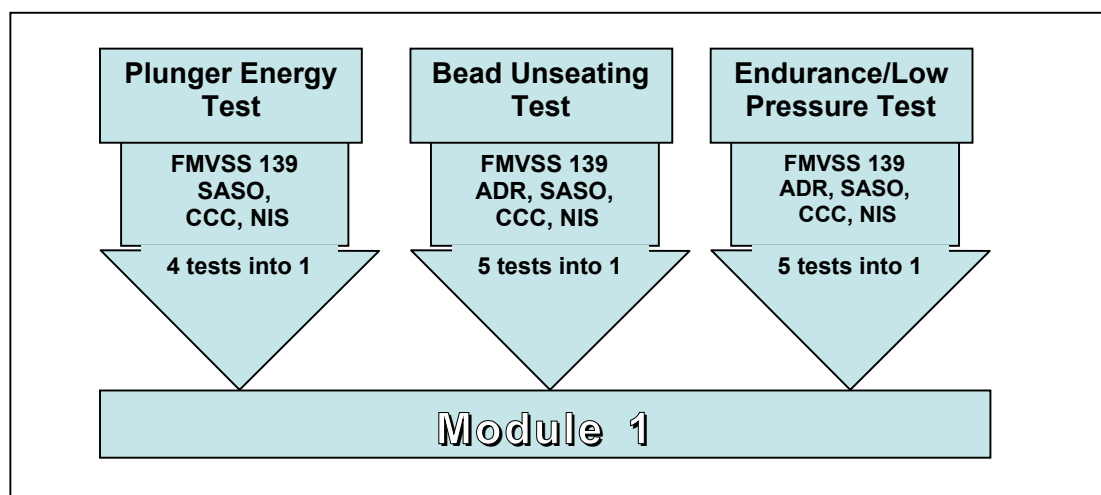 Plunger Energy
Test
FMVSS 139
SASO,
CCC, NIS
4 tests into 1
Bead Unseating
Test
FMVSS 139
ADR, SASO,
CCC, NIS
5 tests into 1
Endurance/Low
Pressure Test
FMVSS 139
ADR, SASO,
CCC, NIS
5 tests into 1
Module 1